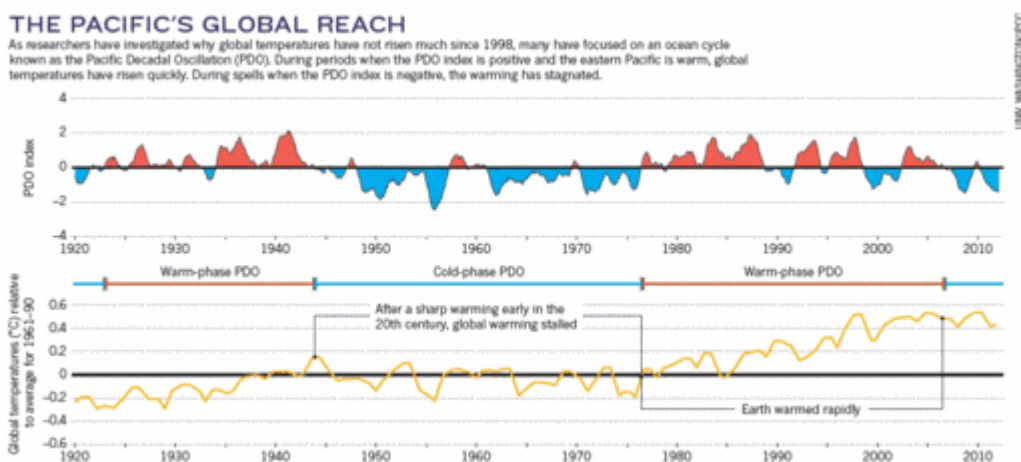 THE PACIFIC'S GLOBAL REACH
As researchers have investigated why global temperatures have not risen much since 1998, many have focused on an ocean cycle
known as the Pacific Decadal Oscillation (PDO). During periods when the PDO index is positive and the eastern Pacific is warm, global
temperatures have risen quickly. During spells when the PDO index is negative, the warming has stagnated.
PDO index
4
2
0
−2
−4
1920 1930 1940 1950 1960 1970 1980 1990 2000 2010
Warm-phase PDO Cold-phase PDO Warm-phase PDO
Global temperatures (°C) relative
to average for 1961–90
0.6
0.4
0.2
0
−0.2
−0.4
−0.6
After a sharp warming early in the
20th century, global warming stalled
Earth warmed rapidly
1920 1930 1940 1950 1960 1970 1980 1990 2000 2010